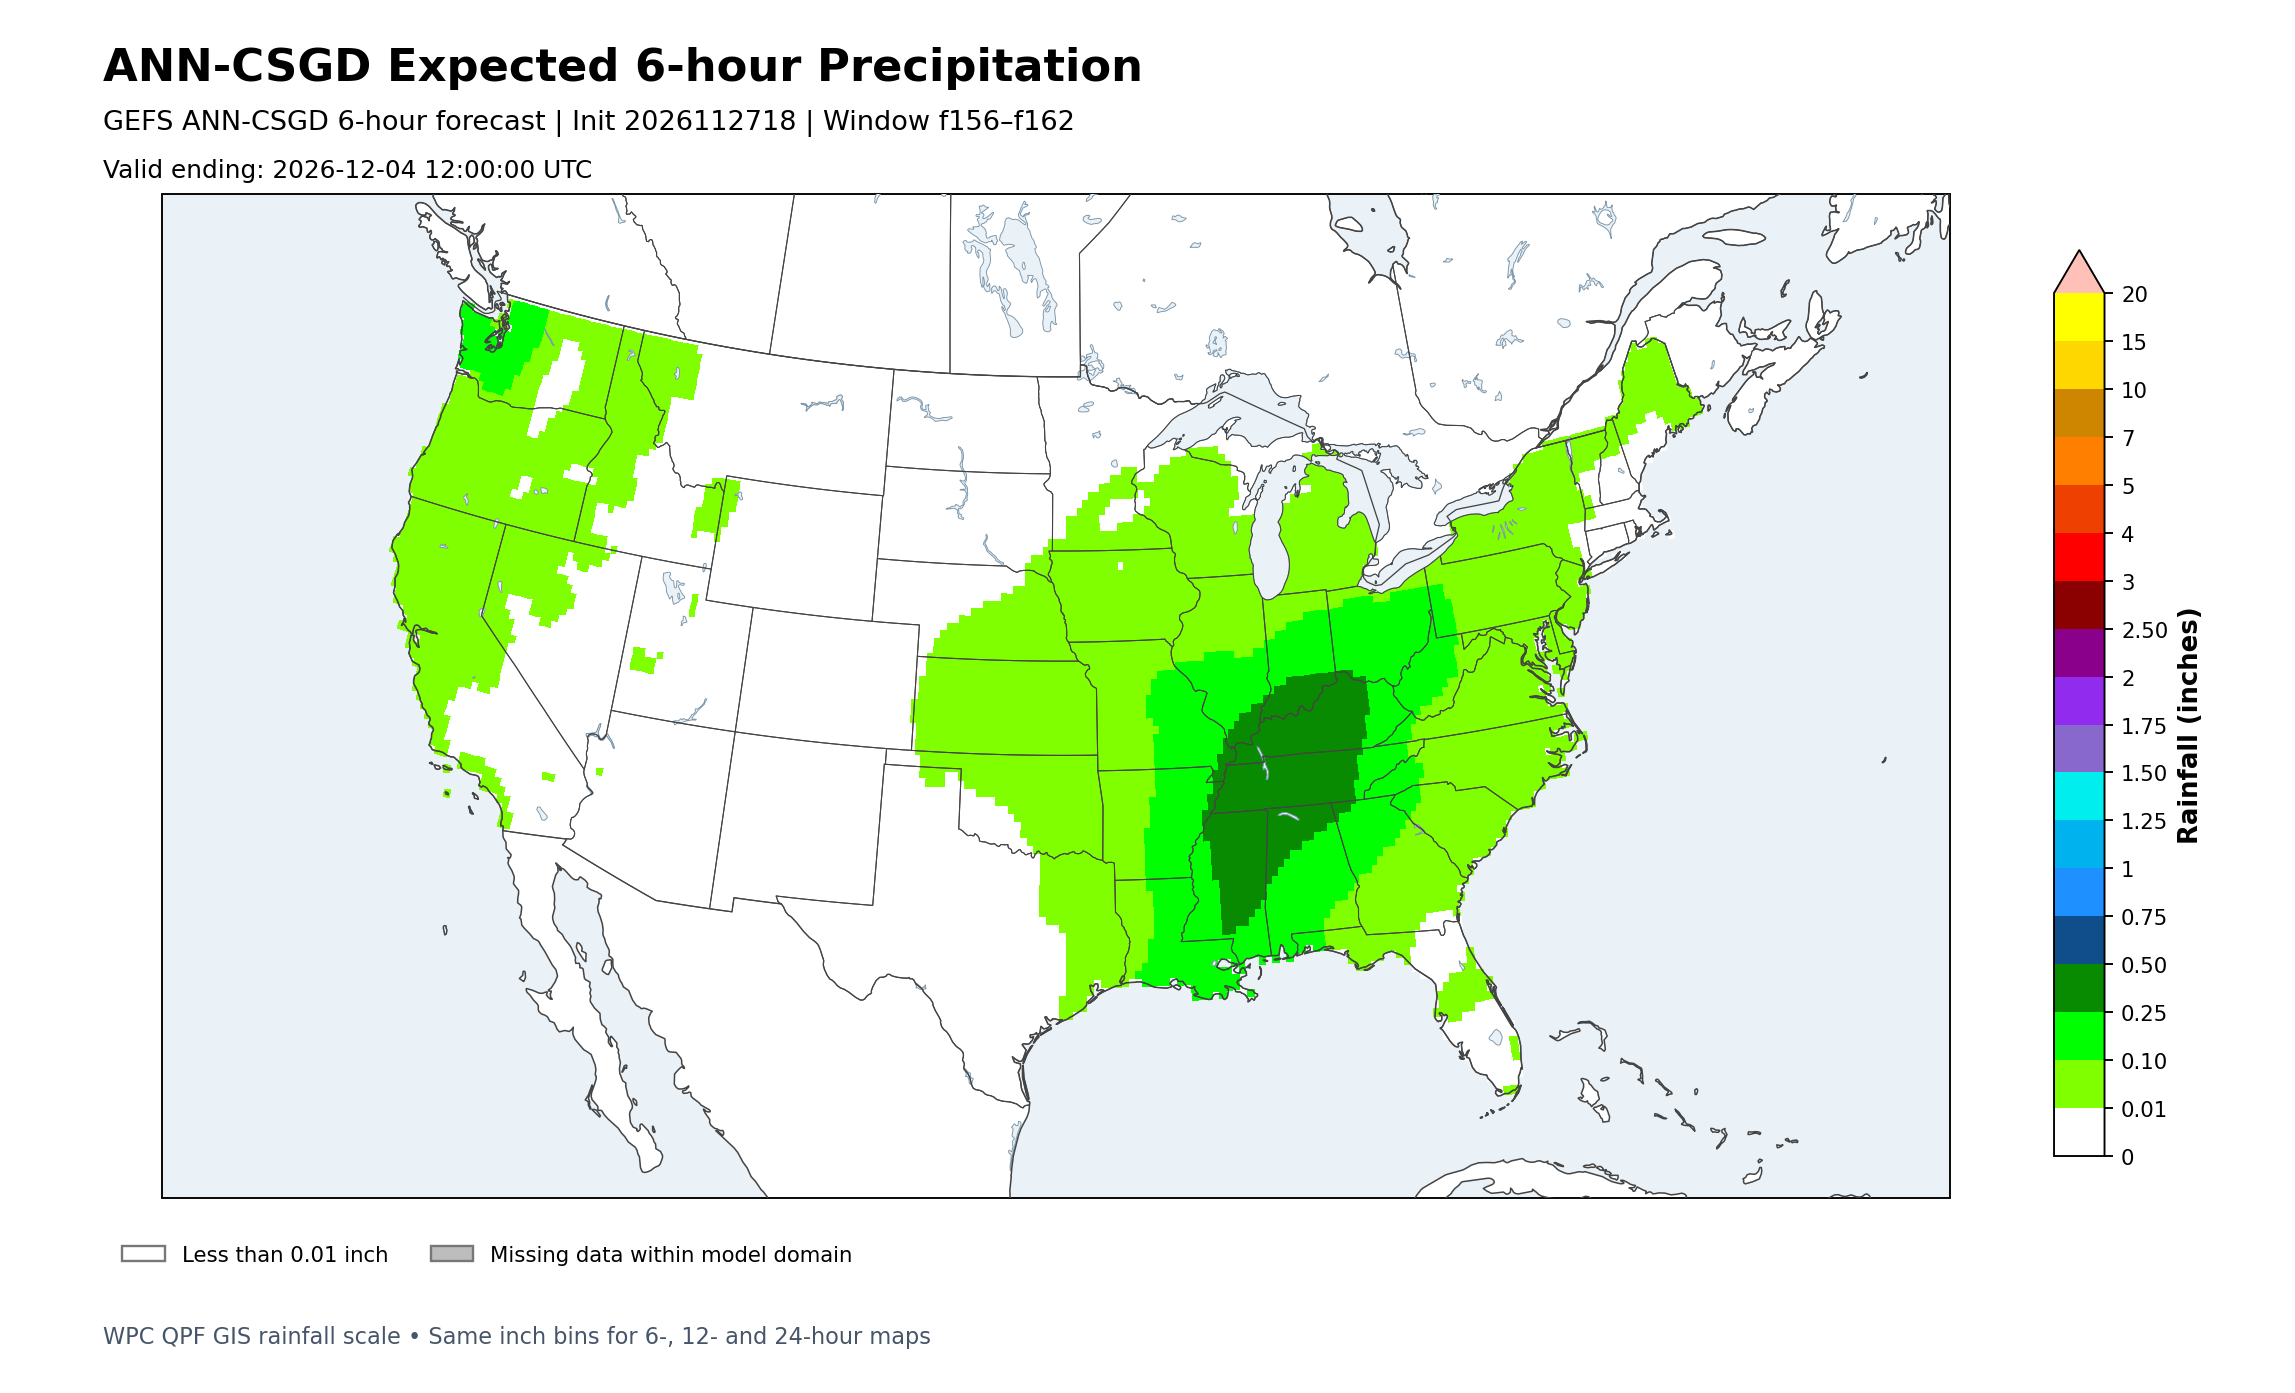 ANN-CSGD Expected 6-hour Precipitation
GEFS ANN-CSGD 6-hour forecast | Init 2026112718 | Window f156–f162
Valid ending: 2026-12-04 12:00:00 UTC
20
15
10
7
5
4
3
2.50
2
1.75
1.50
1.25
1
0.75
0.50
0.25
0.10
0.01
0
Rainfall (inches)
Less than 0.01 inch
Missing data within model domain
WPC QPF GIS rainfall scale • Same inch bins for 6-, 12- and 24-hour maps